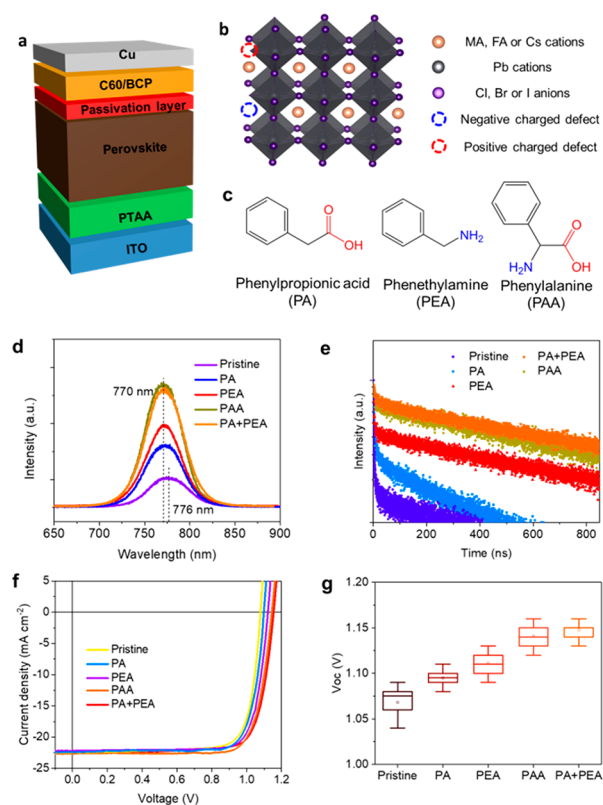 a
Cu
C60/BCP
Passivation layer
Perovskite
PTAA
ITO
b
MA, FA or Cs cations
Pb cations
Cl, Br or I anions
Negative charged defect
Positive charged defect
c
O
OH
NH2
O
OH
H2N
Phenylpropionic acid
(PA)
Phenethylamine
(PEA)
Phenylalanine
(PAA)
d
Intensity (a.u.)
770 nm
776 nm
Pristine
PA
PEA
PAA
PA+PEA
650 700 750 800 850 900
Wavelength (nm)
e
Intensity (a.u.)
Pristine PA+PEA
PA PAA
PEA
0 200 400 600 800
Time (ns)
f
Current density (mA cm-2)
5
0
-5
-10
-15
-20
-25
Pristine
PA
PEA
PAA
PA+PEA
0.0 0.2 0.4 0.6 0.8 1.0 1.2
Voltage (V)
g
Voc (V)
1.20
1.15
1.10
1.05
1.00
Pristine PA PEA PAA PA+PEA